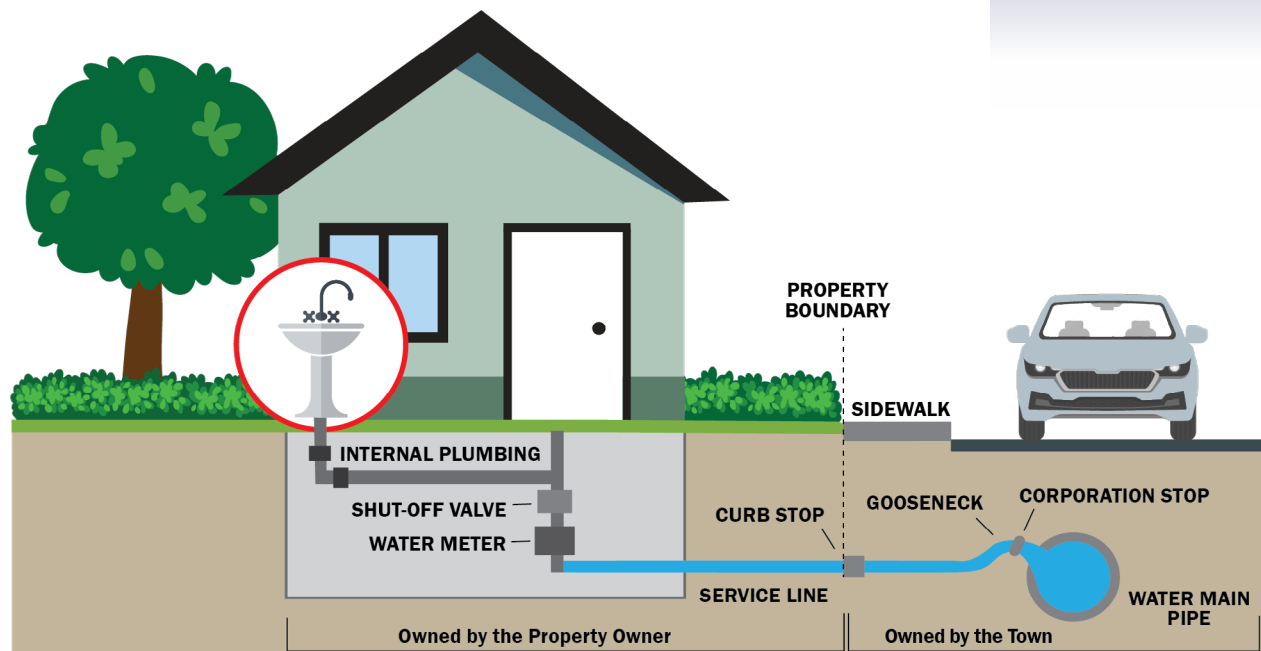 PROPERTY
BOUNDARY
SIDEWALK
INTERNAL PLUMBING
SHUT-OFF VALVE
WATER METER
CURB STOP
GOOSENECK
CORPORATION STOP
SERVICE LINE
WATER MAIN
PIPE
Owned by the Property Owner
Owned by the Town